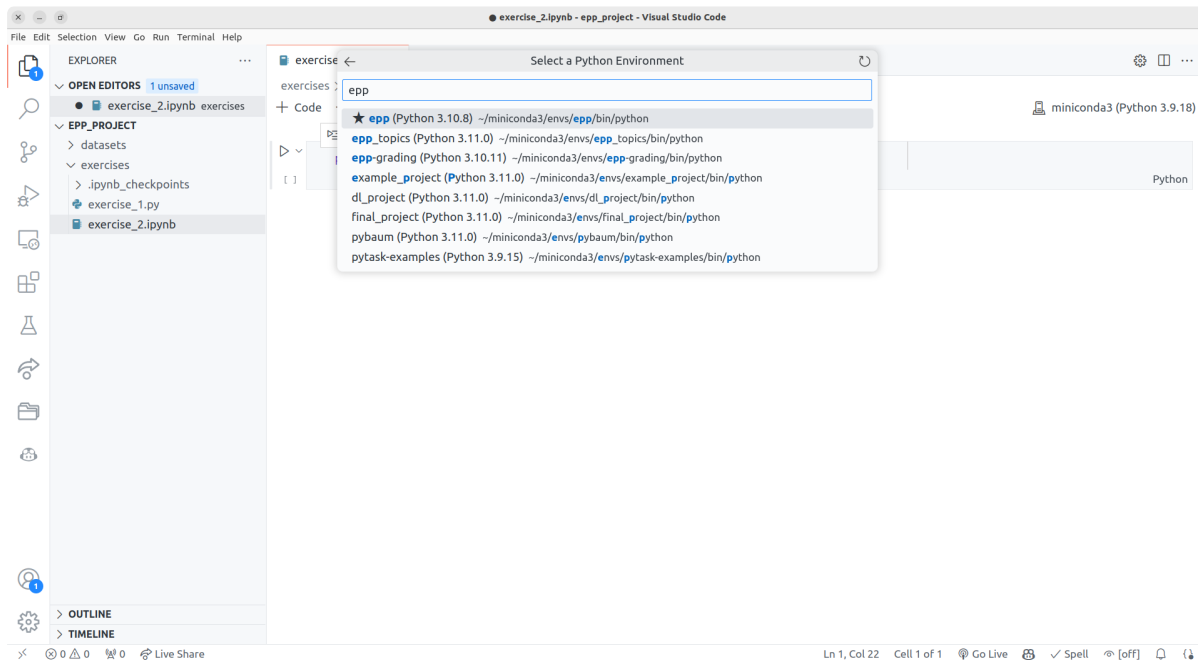 exercise_2.ipynb - epp_project - Visual Studio Code
File Edit Selection View Go Run Terminal Help
EXPLORER
OPEN EDITORS 1 unsaved
exercise_2.ipynb exercises
EPP_PROJECT
datasets
exercises
.ipynb_checkpoints
exercise_1.py
exercise_2.ipynb
OUTLINE
TIMELINE
1
1
exercise
exercises
Code
miniconda3 (Python 3.9.18)
[ ]
Python
Select a Python Environment
epp
epp (Python 3.10.8) ~/miniconda3/envs/epp/bin/python
epp_topics (Python 3.11.0) ~/miniconda3/envs/epp_topics/bin/python
epp-grading (Python 3.10.11) ~/miniconda3/envs/epp-grading/bin/python
example_project (Python 3.11.0) ~/miniconda3/envs/example_project/bin/python
dl_project (Python 3.11.0) ~/miniconda3/envs/dl_project/bin/python
final_project (Python 3.11.0) ~/miniconda3/envs/final_project/bin/python
pybaum (Python 3.11.0) ~/miniconda3/envs/pybaum/bin/python
pytask-examples (Python 3.9.15) ~/miniconda3/envs/pytask-examples/bin/python
0 0 0 Live Share
Ln 1, Col 22 Cell 1 of 1 Go Live Spell [off]